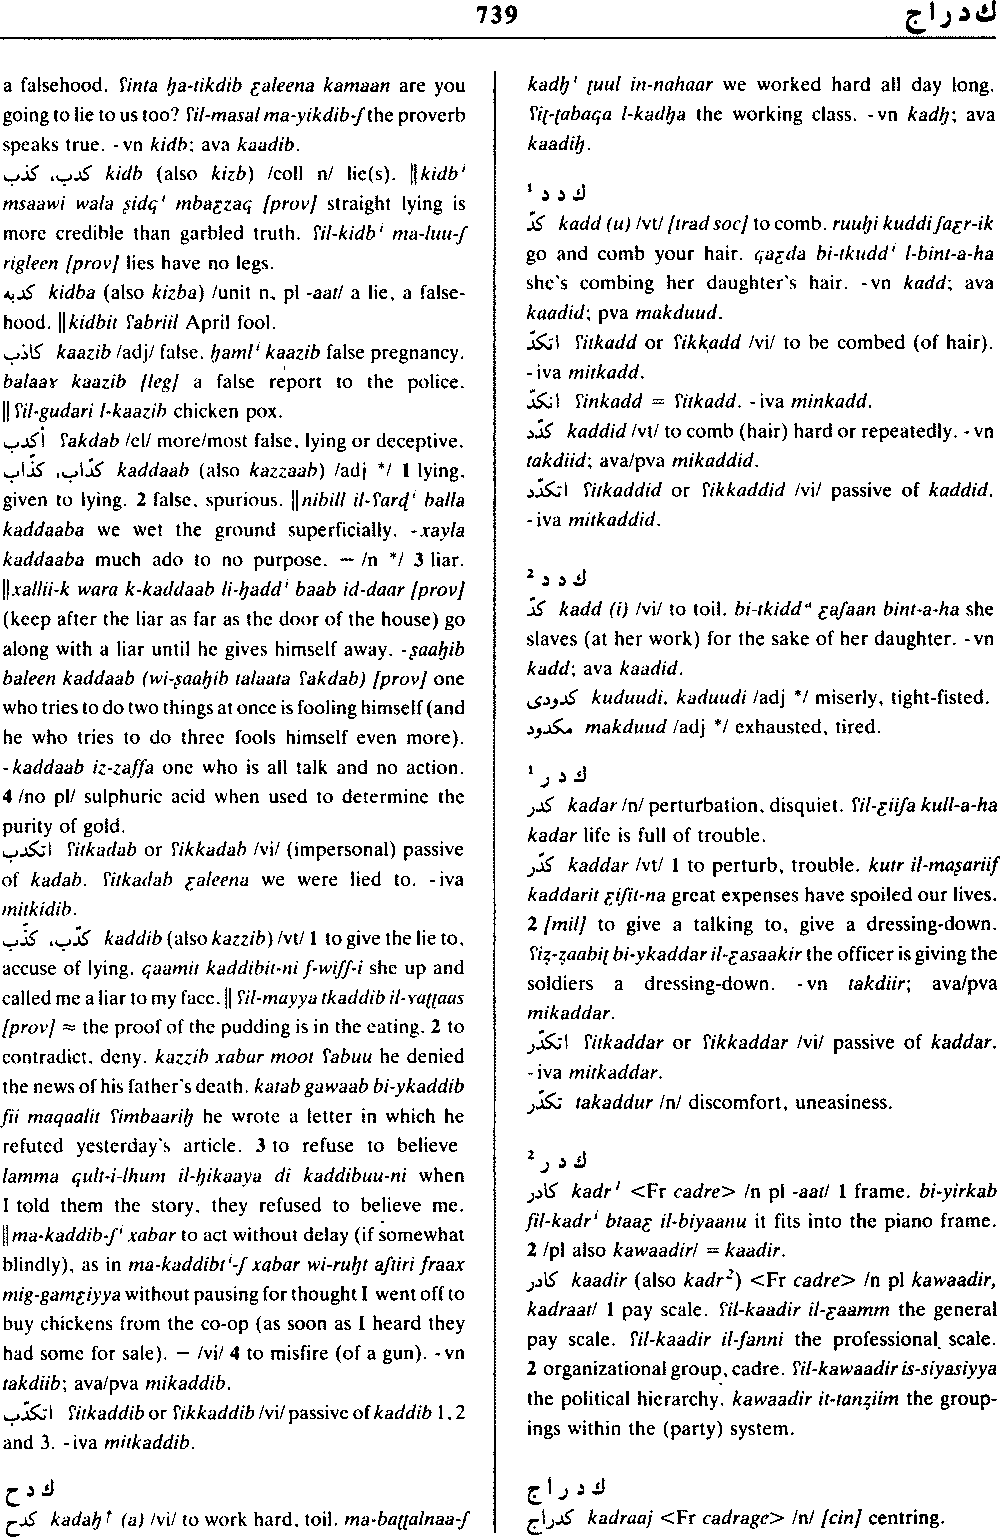 739
كدراج
a falsehood. ʕinta ḥa-tikdib ƹaleena kamaan are you
going to lie to us too? ʕil-masal ma-yikdib-ʃ the proverb
speaks true. -vn kidb; ava kaadib.
كدب، كذب kidb (also kizb) /coll n/ lie(s). ‖kidbⁱ
msaawi wala ṣidqⁱ mbaƹzaq [prov] straight lying is
more credible than garbled truth. ʕil-kidbⁱ ma-luu-ʃ
rigleen [prov] lies have no legs.
كدبه kidba (also kizba) /unit n, pl -aat/ a lie, a false-
hood. ‖kidbit ʕabriil April fool.
كاذب kaazib /adj/ false. ḥamlⁱ kaazib false pregnancy.
balaaɣ kaazib [leg] a false report to the police.
‖ʕil-gudari l-kaazib chicken pox.
أكدب ʕakdab /el/ more/most false, lying or deceptive.
كدّاب، كذّاب kaddaab (also kazzaab) /adj */ 1 lying,
given to lying. 2 false, spurious. ‖nibill il-ʕarḍⁱ balla
kaddaaba we wet the ground superficially. -xayla
kaddaaba much ado to no purpose. — /n */ 3 liar.
‖xallii-k wara k-kaddaab li-ḥaddⁱ baab id-daar [prov]
(keep after the liar as far as the door of the house) go
along with a liar until he gives himself away. -ṣaaḥib
baleen kaddaab (wi-ṣaaḥib talaata ʕakdab) [prov] one
who tries to do two things at once is fooling himself (and
he who tries to do three fools himself even more).
-kaddaab iz-zaffa one who is all talk and no action.
4 /no pl/ sulphuric acid when used to determine the
purity of gold.
اتكدب ʕitkadab or ʕikkadab /vi/ (impersonal) passive
of kadab. ʕitkadab ƹaleena we were lied to. -iva
mitkidib.
كدّب، كذّب kaddib (also kazzib) /vt/ 1 to give the lie to,
accuse of lying. qaamit kaddibit-ni f-wiʃʃ-i she up and
called me a liar to my face. ‖ʕil-mayya tkaddib il-ɣaṭṭaas
[prov] ≈ the proof of the pudding is in the eating. 2 to
contradict, deny. kazzib xabar moot ʕabuu he denied
the news of his father's death. katab gawaab bi-ykaddib
fii maqaalit ʕimbaariḥ he wrote a letter in which he
refuted yesterday's article. 3 to refuse to believe
lamma qult-i-lhum il-ḥikaaya di kaddibuu-ni when
I told them the story, they refused to believe me.
‖ma-kaddib-ʃⁱ xabar to act without delay (if somewhat
blindly), as in ma-kaddibtⁱ-ʃ xabar wi-ruḥt aʃtiri firaax
mig-gamƹiyya without pausing for thought I went off to
buy chickens from the co-op (as soon as I heard they
had some for sale). — /vi/ 4 to misfire (of a gun). -vn
takdiib; ava/pva mikaddib.
اتكدّب ʕitkaddib or ʕikkaddib /vi/ passive of kaddib 1, 2
and 3. -iva mitkaddib.
ك د ح
كدح kadaḥ† (a) /vi/ to work hard, toil. ma-baṭṭalnaa-ʃ
kadḥⁱ ṭuul in-nahaar we worked hard all day long.
ʕiṭ-ṭabaqa l-kadḥa the working class. -vn kadḥ; ava
kaadiḥ.
ك د د ¹
كدّ kadd (u) /vt/ [trad soc] to comb. ruuḥi kuddi ʃaƹr-ik
go and comb your hair. qaƹda bi-tkuddⁱ l-bint-a-ha
she's combing her daughter's hair. -vn kadd; ava
kaadid; pva makduud.
اتكدّ ʕitkadd or ʕikkadd /vi/ to be combed (of hair).
-iva mitkadd.
انكدّ ʕinkadd = ʕitkadd. -iva minkadd.
كدّد kaddid /vt/ to comb (hair) hard or repeatedly. -vn
takdiid; ava/pva mikaddid.
اتكدّد ʕitkaddid or ʕikkaddid /vi/ passive of kaddid.
-iva mitkaddid.
ك د د ²
كدّ kadd (i) /vi/ to toil. bi-tkiddᵃ ƹaʃaan bint-a-ha she
slaves (at her work) for the sake of her daughter. -vn
kadd; ava kaadid.
كدودى kuduudi, kaduudi /adj */ miserly, tight-fisted.
مكدود makduud /adj */ exhausted, tired.
ك د ر ¹
كدر kadar /n/ perturbation, disquiet. ʕil-ƹiiʃa kull-a-ha
kadar life is full of trouble.
كدّر kaddar /vt/ 1 to perturb, trouble. kutr il-maṣariif
kaddarit ƹiʃit-na great expenses have spoiled our lives.
2 [mil] to give a talking to, give a dressing-down.
ʕiẓ-ẓaabiṭ bi-ykaddar il-ƹasaakir the officer is giving the
soldiers a dressing-down. -vn takdiir; ava/pva
mikaddar.
اتكدّر ʕitkaddar or ʕikkaddar /vi/ passive of kaddar.
-iva mitkaddar.
تكدّر takaddur /n/ discomfort, uneasiness.
ك د ر ²
كادر kadr¹ <Fr cadre> /n pl -aat/ 1 frame. bi-yirkab
fil-kadrⁱ btaaƹ il-biyaanu it fits into the piano frame.
2 /pl also kawaadir/ = kaadir.
كادر kaadir (also kadr²) <Fr cadre> /n pl kawaadir,
kadraat/ 1 pay scale. ʕil-kaadir il-ƹaamm the general
pay scale. ʕil-kaadir il-fanni the professional scale.
2 organizational group, cadre. ʕil-kawaadir is-siyasiyya
the political hierarchy. kawaadir it-tanẓiim the group-
ings within the (party) system.
ك د ر ا ج
كدراج kadraaj <Fr cadrage> /n/ [cin] centring.